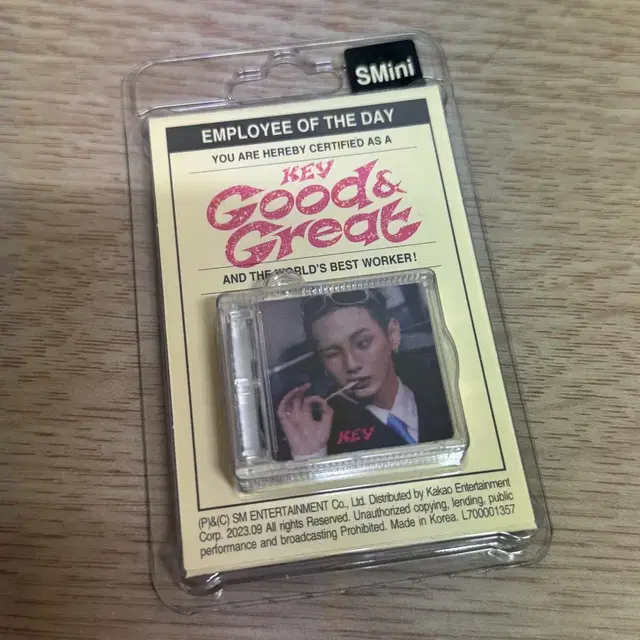 SMini
EMPLOYEE OF THE DAY
YOU ARE HEREBY CERTIFIED AS A
KEY
Good &
Great
AND THE WORLD'S BEST WORKER!
KEY
(P)&(C) SM ENTERTAINMENT Co., Ltd. Distributed by Kakao Entertainment
Corp. 2023.09 All rights Reserved. Unauthorized copying, lending, public
performance and broadcasting Prohibited. Made in Korea. L700001357